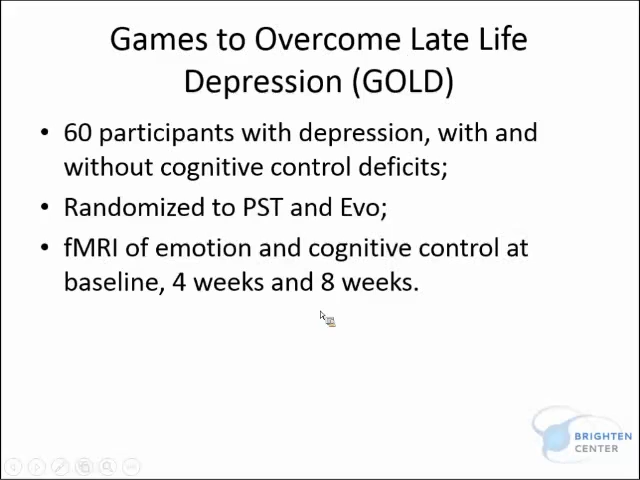 Games to Overcome Late Life
Depression (GOLD)
• 60 participants with depression, with and
without cognitive control deficits;
• Randomized to PST and Evo;
• fMRI of emotion and cognitive control at
baseline, 4 weeks and 8 weeks.
BRIGHTEN
CENTER